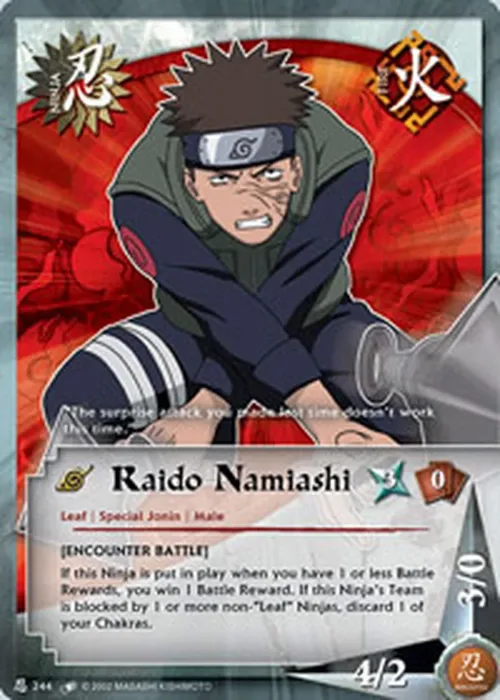 NINJA
忍
FIRE
火
"The surprise attack you made last time doesn't work
this time."
Raido Namiashi
3
0
Leaf | Special Jonin | Male
[ENCOUNTER BATTLE]
If this Ninja is put in play when you have 1 or less Battle
Rewards, you win 1 Battle Reward. If this Ninja's Team
is blocked by 1 or more non-"Leaf" Ninjas, discard 1 of
your Chakras.
3/0
4/2
忍
244 © 2002 MASASHI KISHIMOTO